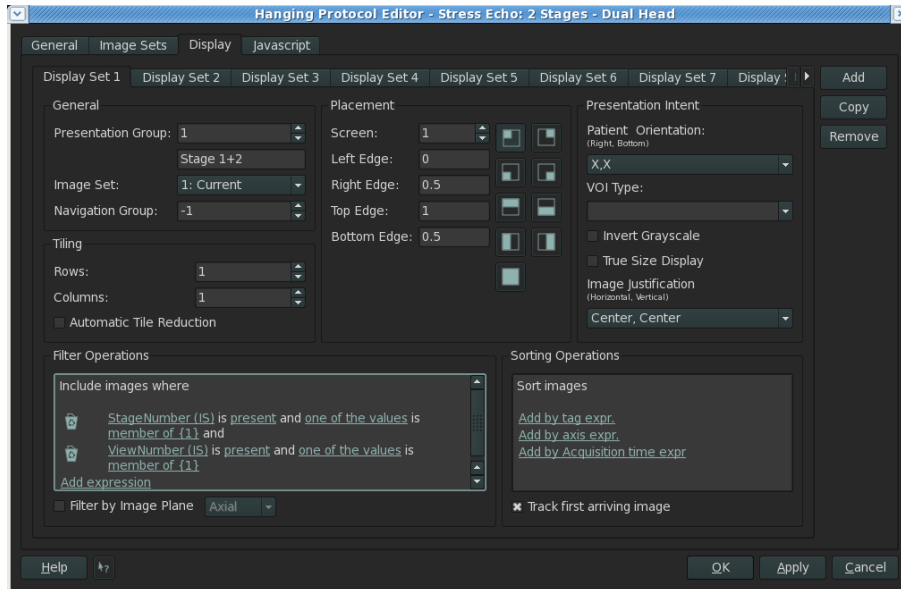 Hanging Protocol Editor - Stress Echo: 2 Stages - Dual Head
General Image Sets Display Javascript
Display Set 1 Display Set 2 Display Set 3 Display Set 4 Display Set 5 Display Set 6 Display Set 7 Display
Add
Copy
Remove
General
Presentation Group: 1
Stage 1+2
Image Set: 1: Current
Navigation Group: -1
Tiling
Rows: 1
Columns: 1
Automatic Tile Reduction
Placement
Screen: 1
Left Edge: 0
Right Edge: 0.5
Top Edge: 1
Bottom Edge: 0.5
Presentation Intent
Patient Orientation:
(Right, Bottom)
X,X
VOI Type:
Invert Grayscale
True Size Display
Image Justification
(Horizontal, Vertical)
Center, Center
Filter Operations
Include images where
StageNumber (IS) is present and one of the values is
member of {1} and
ViewNumber (IS) is present and one of the values is
member of {1}
Add expression
Filter by Image Plane Axial
Sorting Operations
Sort images
Add by tag expr.
Add by axis expr.
Add by Acquisition time expr
Track first arriving image
Help
OK Apply Cancel